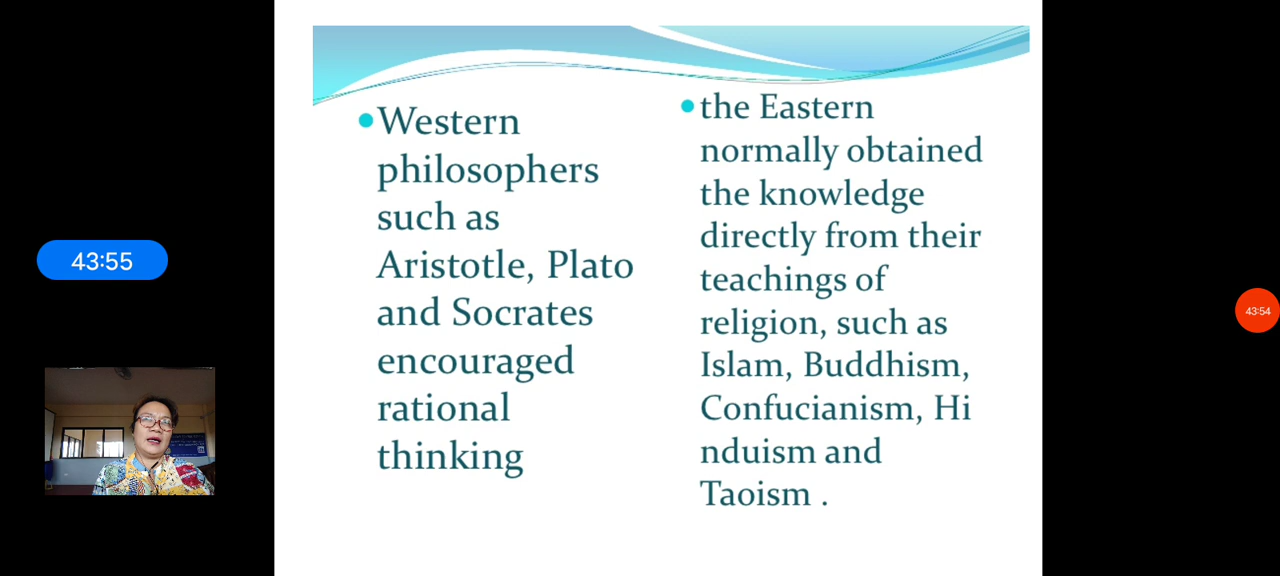 43:55
•Western
philosophers
such as
Aristotle, Plato
and Socrates
encouraged
rational
thinking
•the Eastern
normally obtained
the knowledge
directly from their
teachings of
religion, such as
Islam, Buddhism,
Confucianism, Hi
nduism and
Taoism .
43:54